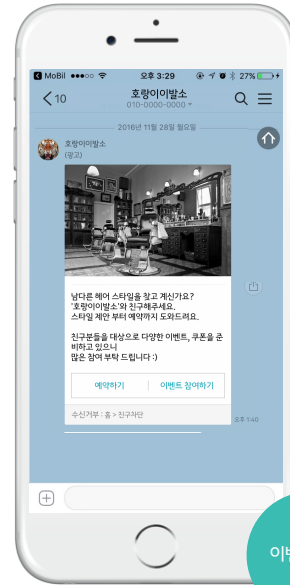 MoBil 오후 3:29 27%
10 호랑이이발소
010-0000-0000
2016년 11월 28일 월요일
호랑이이발소
(광고)
남다른 헤어 스타일을 찾고 계신가요?
'호랑이이발소'와 친구해주세요.
스타일 제안 부터 예약까지 도와드려요.
친구분들을 대상으로 다양한 이벤트, 쿠폰을 준
비하고 있으니
많은 참여 부탁 드립니다 :)
예약하기 이벤트 참여하기
수신거부 : 홈 > 친구차단
오후 1:40